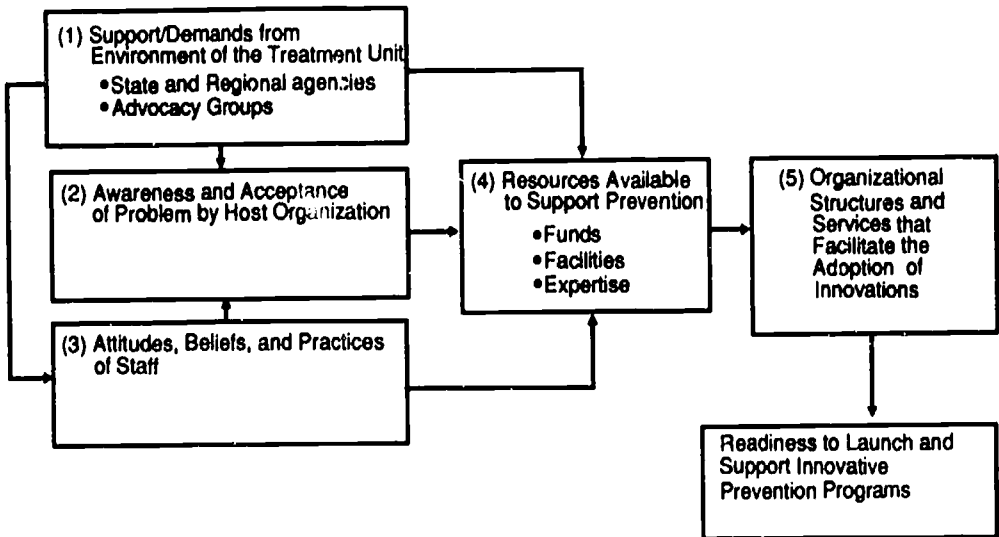 (1) Support/Demands from
Environment of the Treatment Unit
•State and Regional agencies
•Advocacy Groups
(2) Awareness and Acceptance
of Problem by Host Organization
(3) Attitudes, Beliefs, and Practices
of Staff
(4) Resources Available
to Support Prevention
•Funds
•Facilities
•Expertise
(5) Organizational
Structures and
Services that
Facilitate the
Adoption of
Innovations
Readiness to Launch and
Support Innovative
Prevention Programs